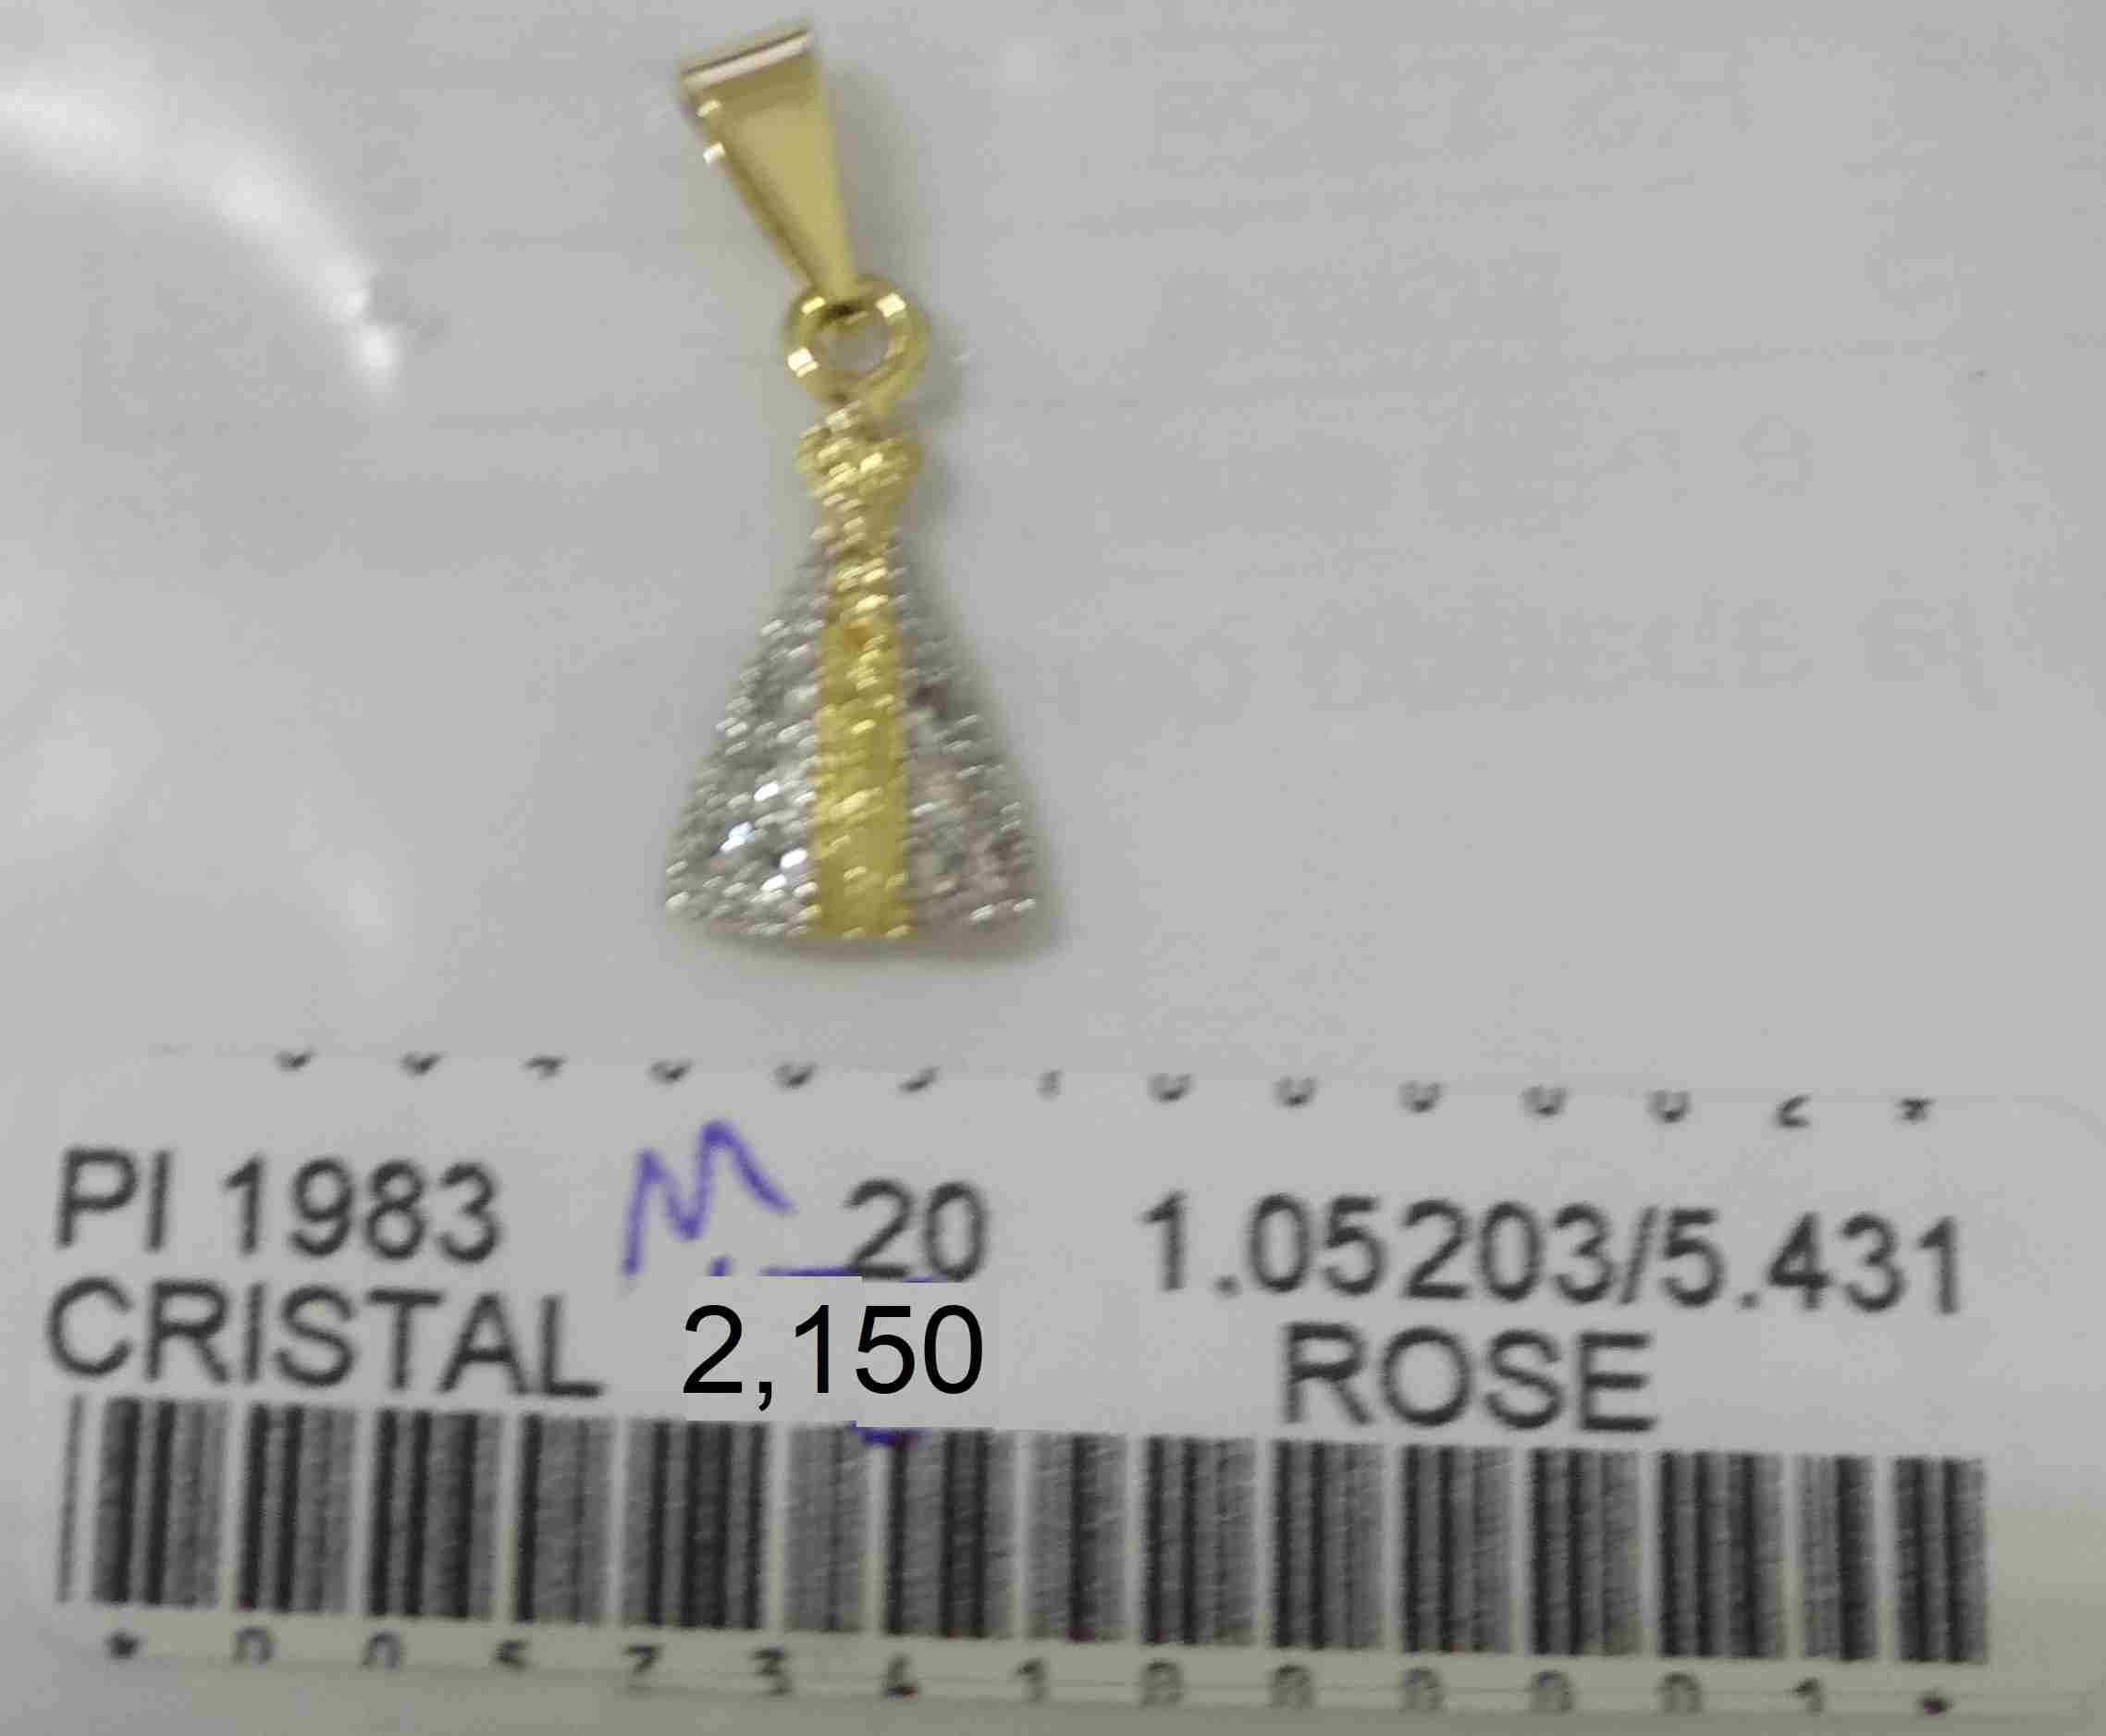 PI 1983 M 20 1.05203/5.431
CRISTAL 2,150 ROSE